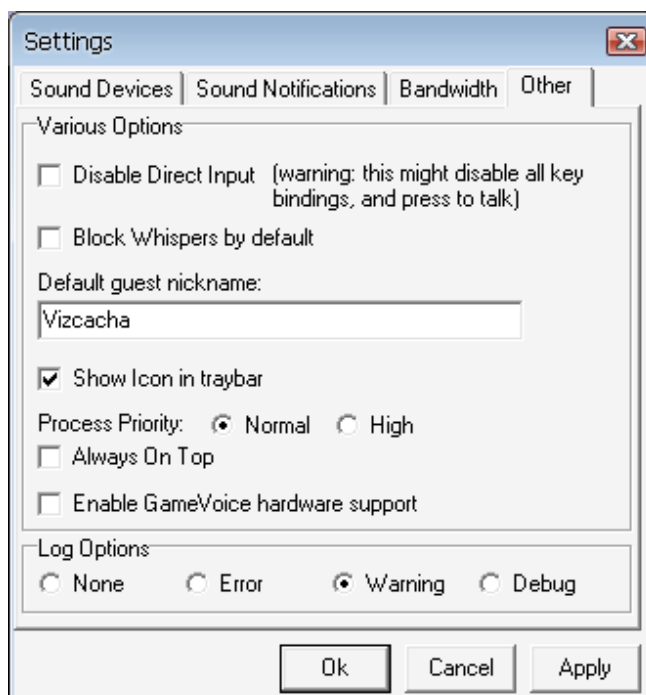 Settings
Sound Devices Sound Notifications Bandwidth Other
Various Options
Disable Direct Input (warning: this might disable all key
bindings, and press to talk)
Block Whispers by default
Default guest nickname:
Vizcacha
Show Icon in traybar
Process Priority: Normal High
Always On Top
Enable GameVoice hardware support
Log Options
None Error Warning Debug
Ok Cancel Apply